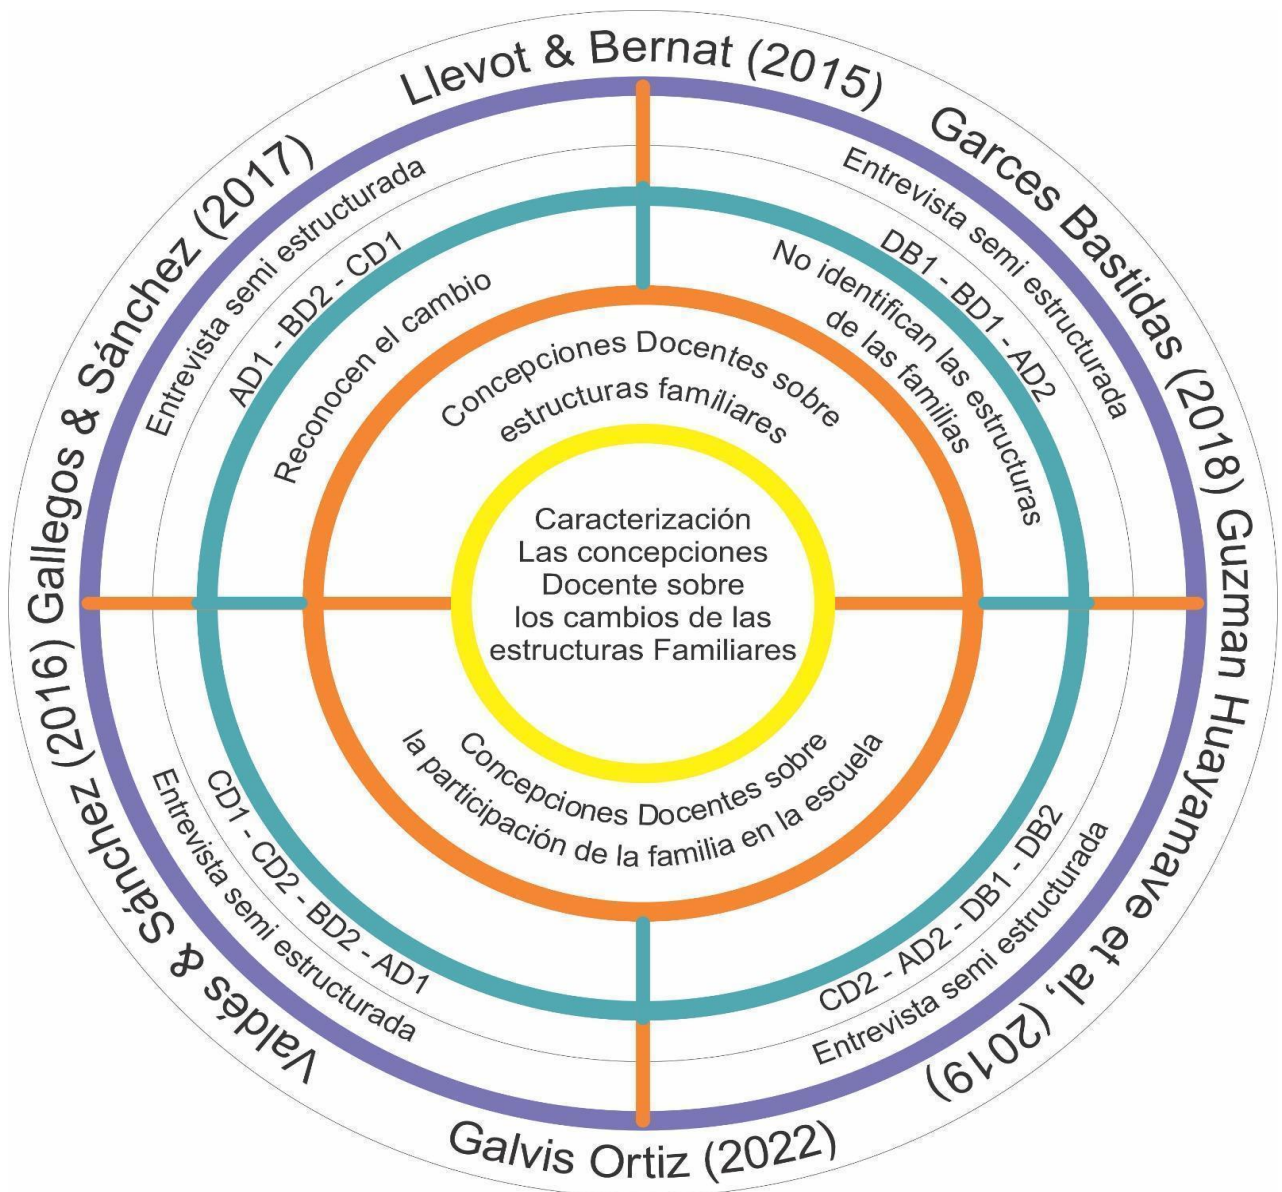 Llevot & Bernat (2015)
Garces Bastidas (2018)
Guzman Huayamave et al, (2019)
Galvis Ortiz (2022)
Valdés & Sánchez (2016)
Gallegos & Sánchez (2017)
Entrevista semi estructurada
AD1 - BD2 - CD1
Reconocen el cambio
Entrevista semi estructurada
DB1 - BD1 - AD2
No identifican las estructuras
de las familias
Concepciones Docentes sobre
estructuras familiares
Caracterización
Las concepciones
Docente sobre
los cambios de las
estructuras Familiares
Concepciones Docentes sobre
la participación de la familia en la escuela
CD1 - CD2 - BD2 - AD1
Entrevista semi estructurada
CD2 - AD2 - DB1 - DB2
Entrevista semi estructurada